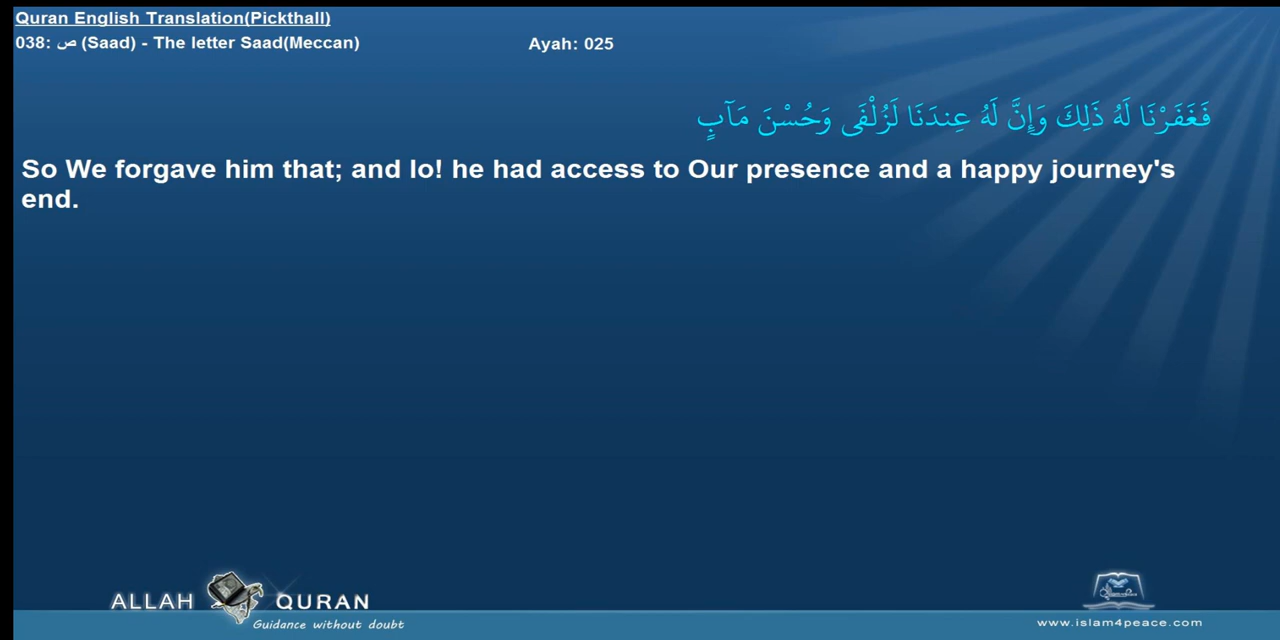 Quran English Translation(Pickthall)
038: ص (Saad) - The letter Saad(Meccan) Ayah: 025
فَغَفَرْنَا لَهُ ذَلِكَ وَإِنَّ لَهُ عِندَنَا لَزُلْفَى وَحُسْنَ مَآبٍ
So We forgave him that; and lo! he had access to Our presence and a happy journey's
end.
ALLAH QURAN
Guidance without doubt
www.islam4peace.com